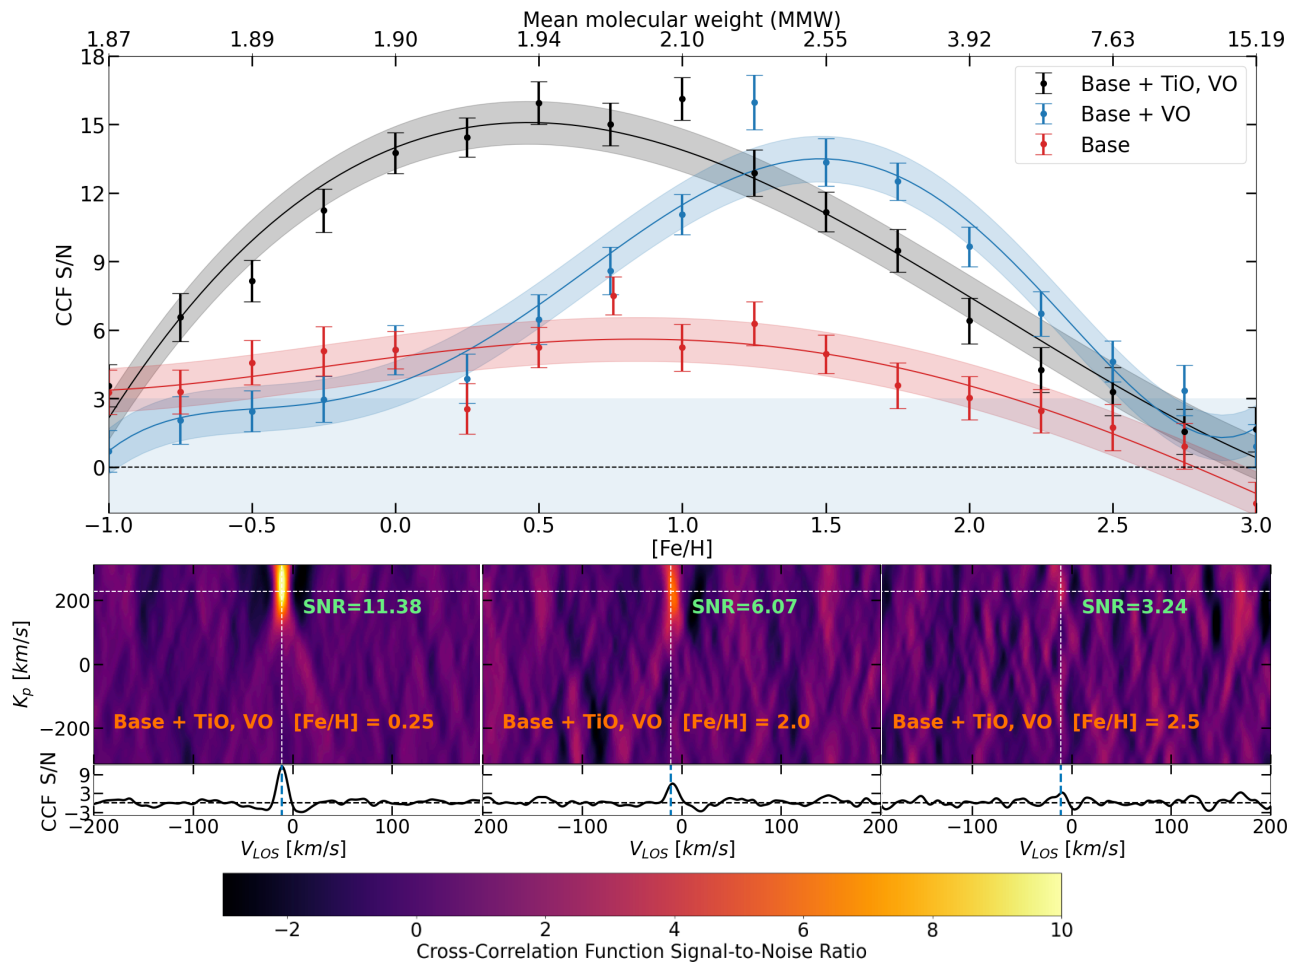 Mean molecular weight (MMW)
1.87 1.89 1.90 1.94 2.10 2.55 3.92 7.63 15.19
18
15
12
9
6
3
0
CCF S/N
Base + TiO, VO
Base + VO
Base
−1.0 −0.5 0.0 0.5 1.0 1.5 2.0 2.5 3.0
[Fe/H]
200
0
−200
K_p [km/s]
SNR=11.38
SNR=6.07
SNR=3.24
Base + TiO, VO [Fe/H] = 0.25
Base + TiO, VO [Fe/H] = 2.0
Base + TiO, VO [Fe/H] = 2.5
CCF S/N
9
3
−3
−200 −100 0 100 200 −100 0 100 200 −100 0 100 200
V_LOS [km/s] V_LOS [km/s] V_LOS [km/s]
−2 0 2 4 6 8 10
Cross-Correlation Function Signal-to-Noise Ratio